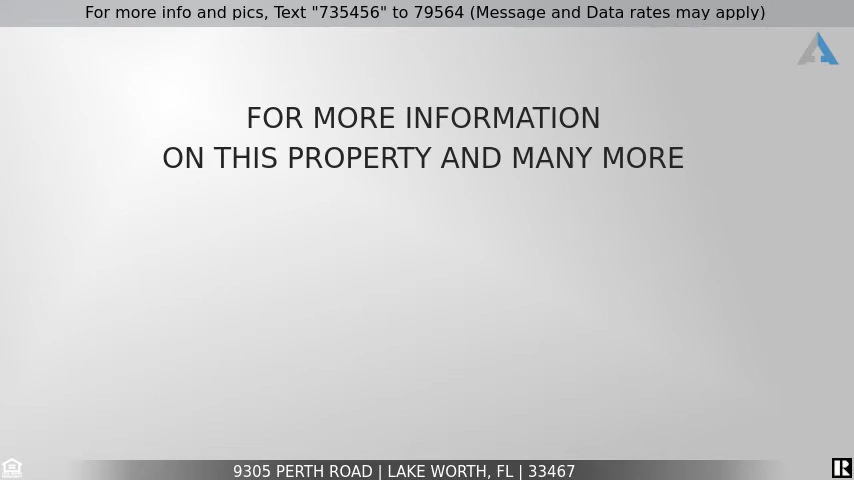 For more info and pics, Text "735456" to 79564 (Message and Data rates may apply)
FOR MORE INFORMATION
ON THIS PROPERTY AND MANY MORE
9305 PERTH ROAD | LAKE WORTH, FL | 33467